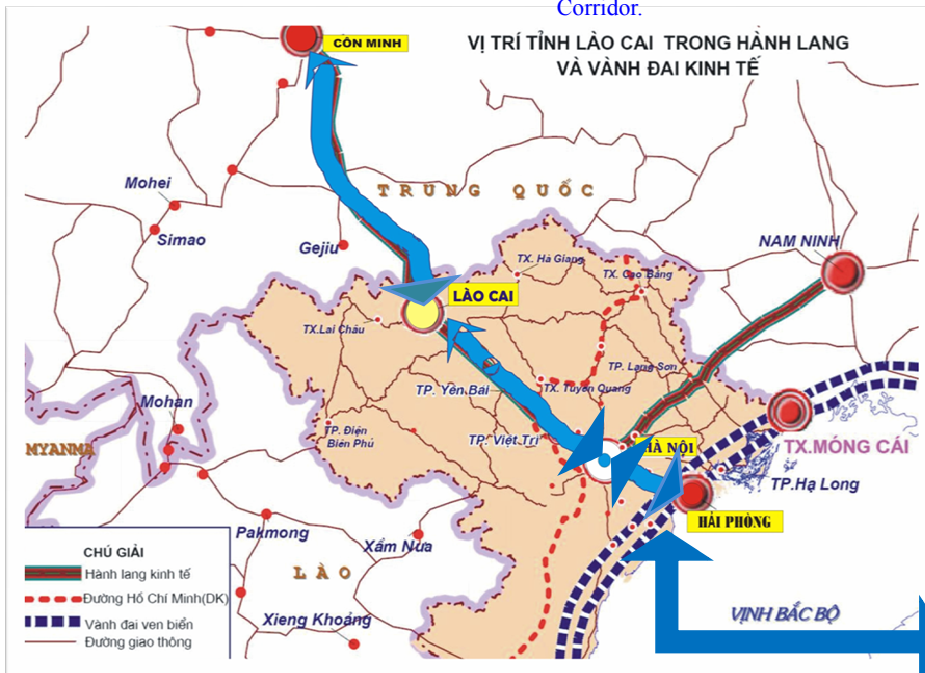 Corridor.
CÔN MINH
VỊ TRÍ TỈNH LÀO CAI TRONG HÀNH LANG
VÀ VÀNH ĐAI KINH TẾ
Mohei
TRUNG QUỐC
Simao
Gejiu
NAM NINH
TX. Hà Giang
TX. Cao Bằng
LÀO CAI
TX.Lai Châu
TP. Lạng Sơn
TP. Yên Bái
TX. Tuyên Quang
Mohan
TP. Điện
Biên Phủ
TP. Việt Trì
HÀ NỘI
TX.MÓNG CÁI
MYANMA
TP.Hạ Long
HẢI PHÒNG
Pakmong
Xẩm Nưa
CHÚ GIẢI
Hành lang kinh tế
LÀO
Đường Hồ Chí Minh(DK)
Vành đai ven biển
Xieng Khoảng
VỊNH BẮC BỘ
Đường giao thông